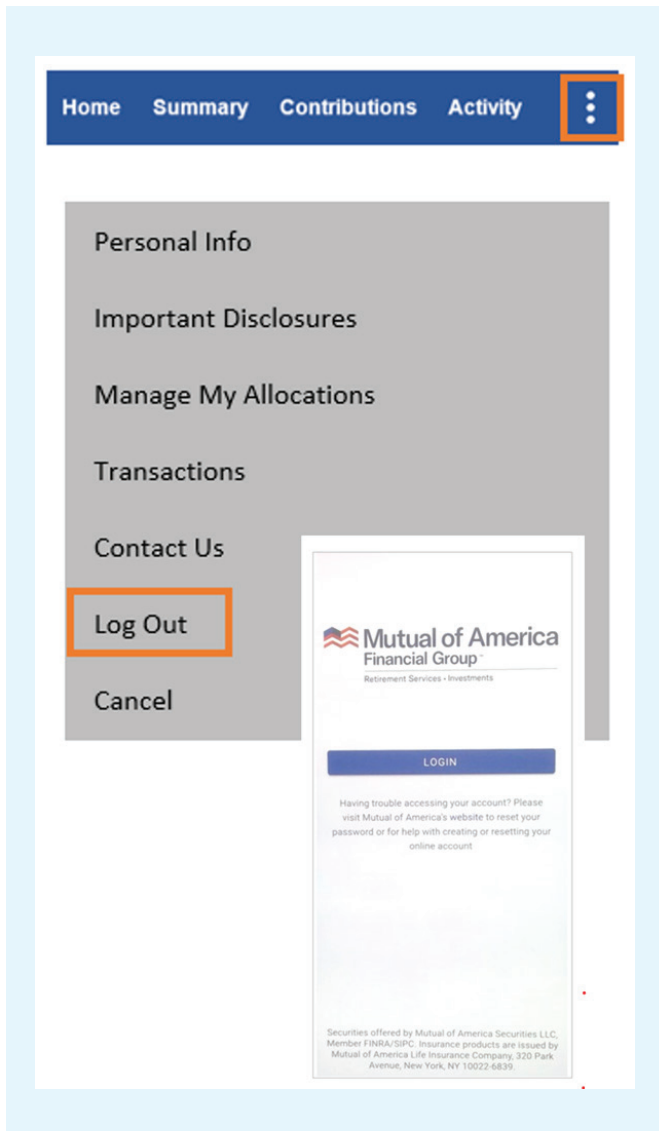 Home Summary Contributions Activity
Personal Info
Important Disclosures
Manage My Allocations
Transactions
Contact Us
Log Out
Cancel
Mutual of America
Financial Group
Retirement Services • Investments
LOGIN
Having trouble accessing your account? Please
visit Mutual of America's website to reset your
password or for help with creating or resetting your
online account
Securities offered by Mutual of America Securities LLC,
Member FINRA/SIPC. Insurance products are issued by
Mutual of America Life Insurance Company, 320 Park
Avenue, New York, NY 10022-6839.